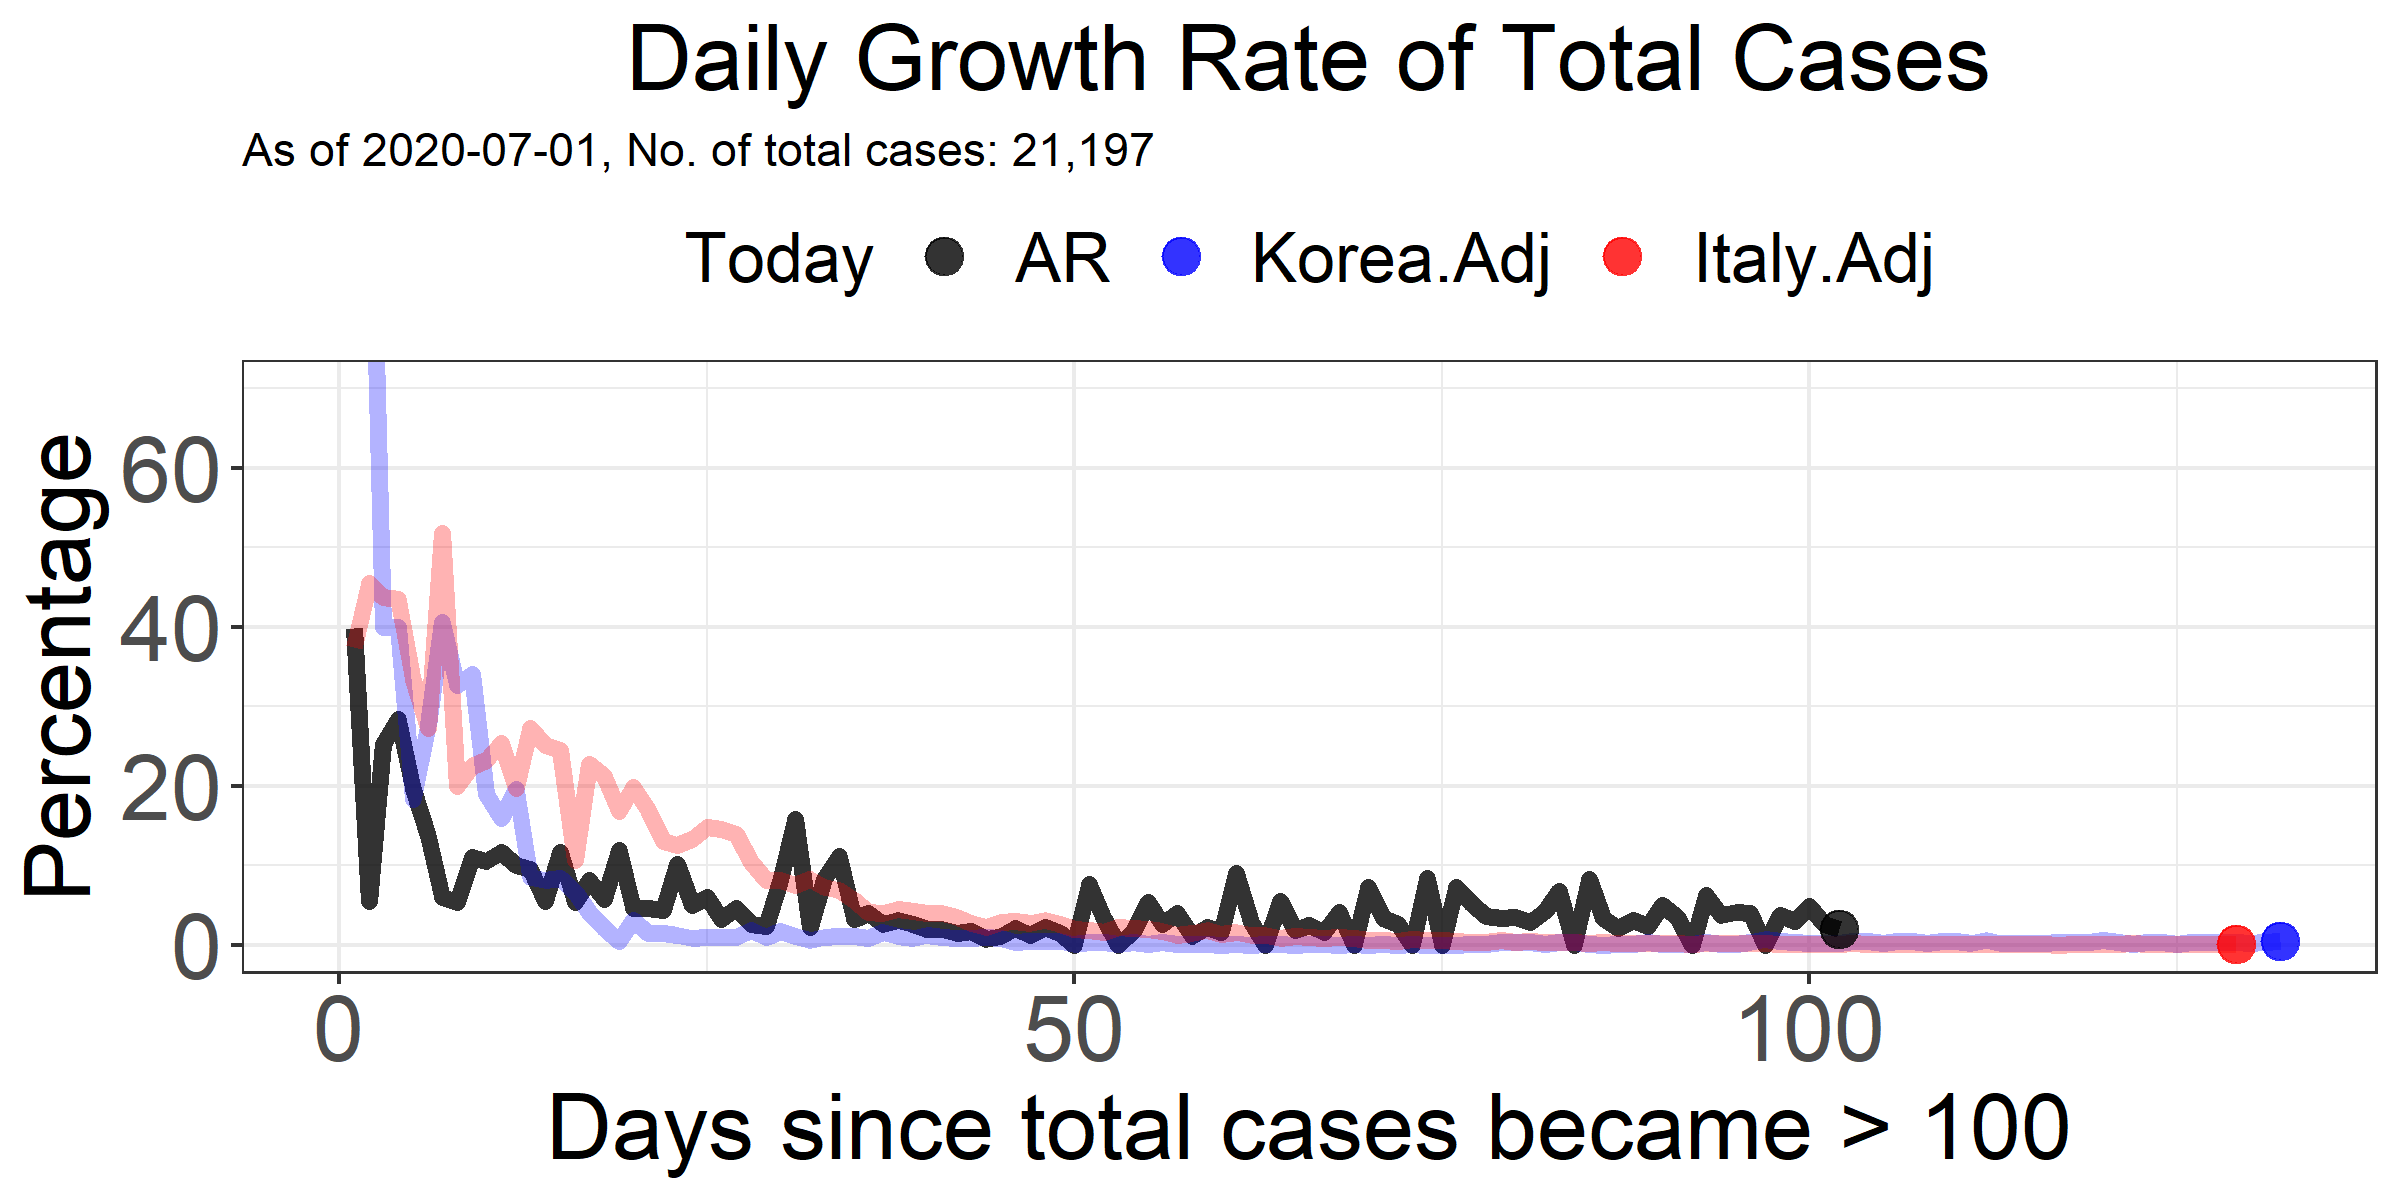 Daily Growth Rate of Total Cases
As of 2020-07-01, No. of total cases: 21,197
Today AR Korea.Adj Italy.Adj
Percentage
60
40
20
0
0 50 100
Days since total cases became > 100